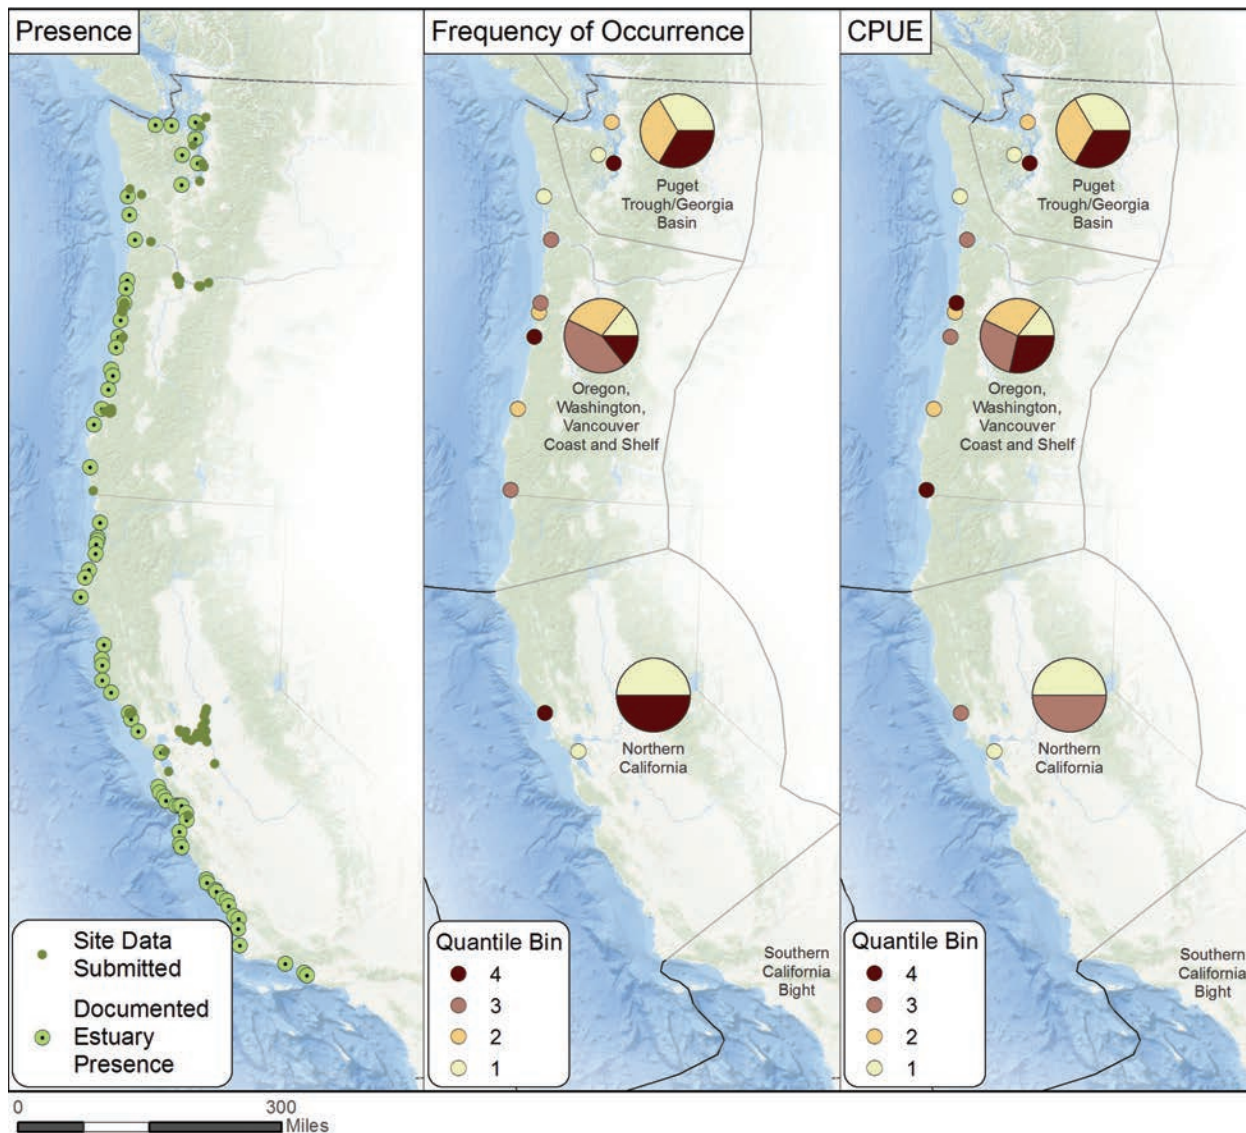 Presence
Frequency of Occurrence
CPUE
Puget
Trough/Georgia
Basin
Puget
Trough/Georgia
Basin
Oregon,
Washington,
Vancouver
Coast and Shelf
Oregon,
Washington,
Vancouver
Coast and Shelf
Northern
California
Northern
California
Site Data
Submitted
Documented
Estuary
Presence
Quantile Bin
4
3
2
1
Southern
California
Bight
Quantile Bin
4
3
2
1
Southern
California
Bight
0 300
Miles